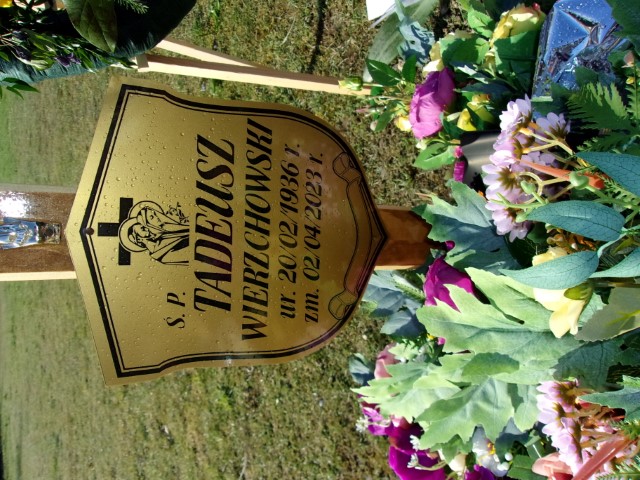 Ś. P.
TADEUSZ
WIERZCHOWSKI
ur. 20/02/1936 r.
zm. 02/04/2023 r.